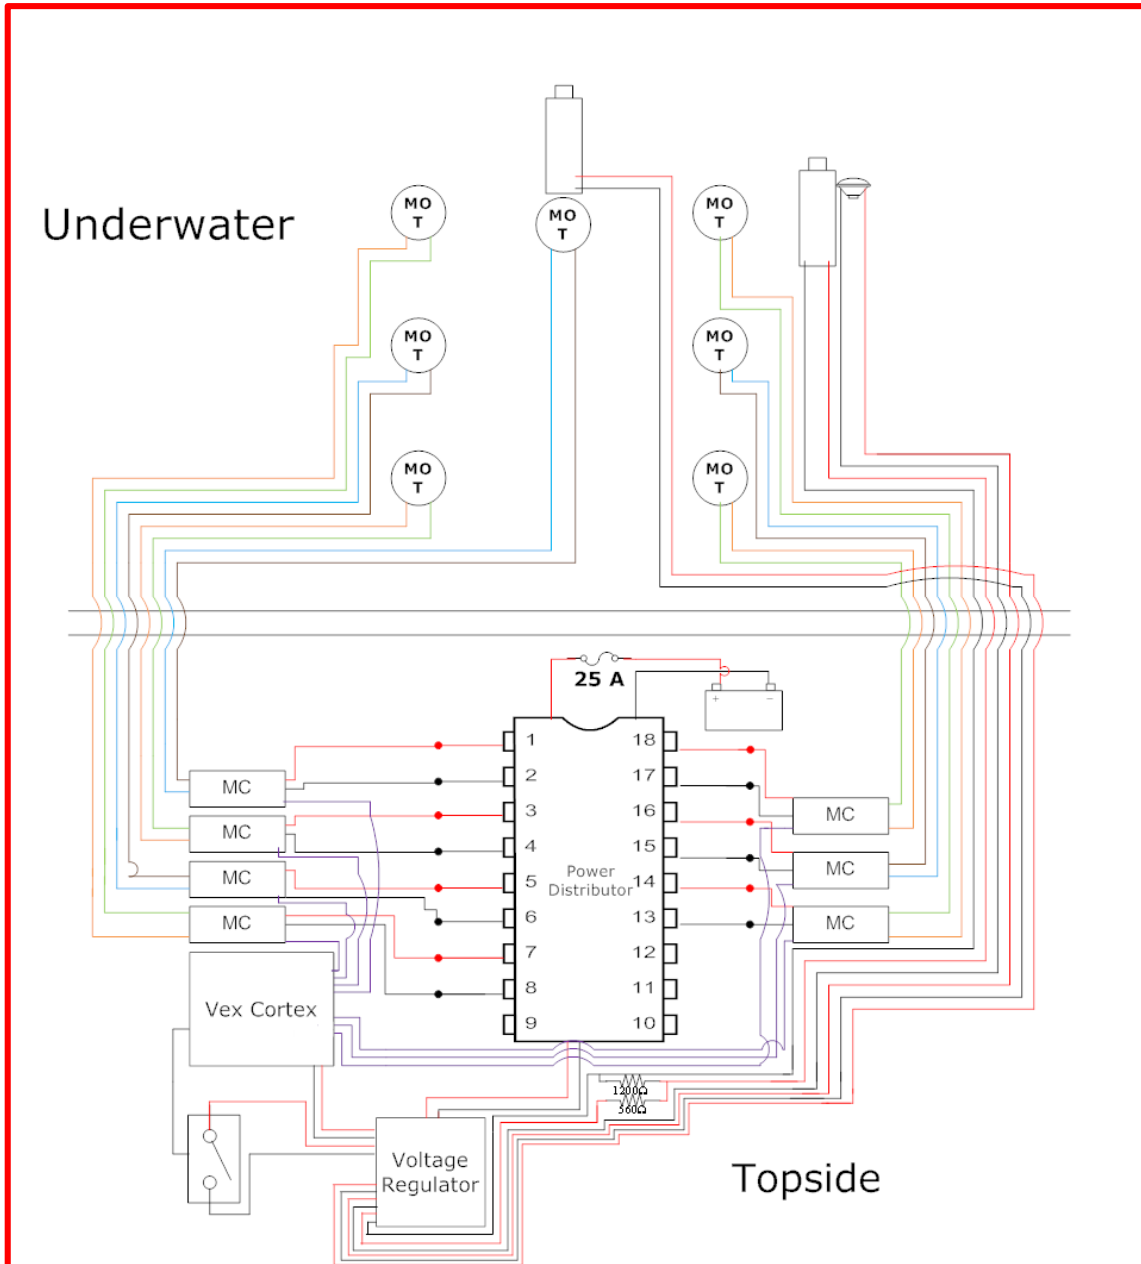 Underwater
MO
T
MO
T
MO
T
MO
T
MO
T
MO
T
MO
T
25 A
+ −
1 18
2 17
3 16
4 15
5 14
6 13
7 12
8 11
9 10
Power
Distributor
MC
MC
MC
MC
MC
MC
MC
Vex Cortex
1200Ω
560Ω
Voltage
Regulator
Topside